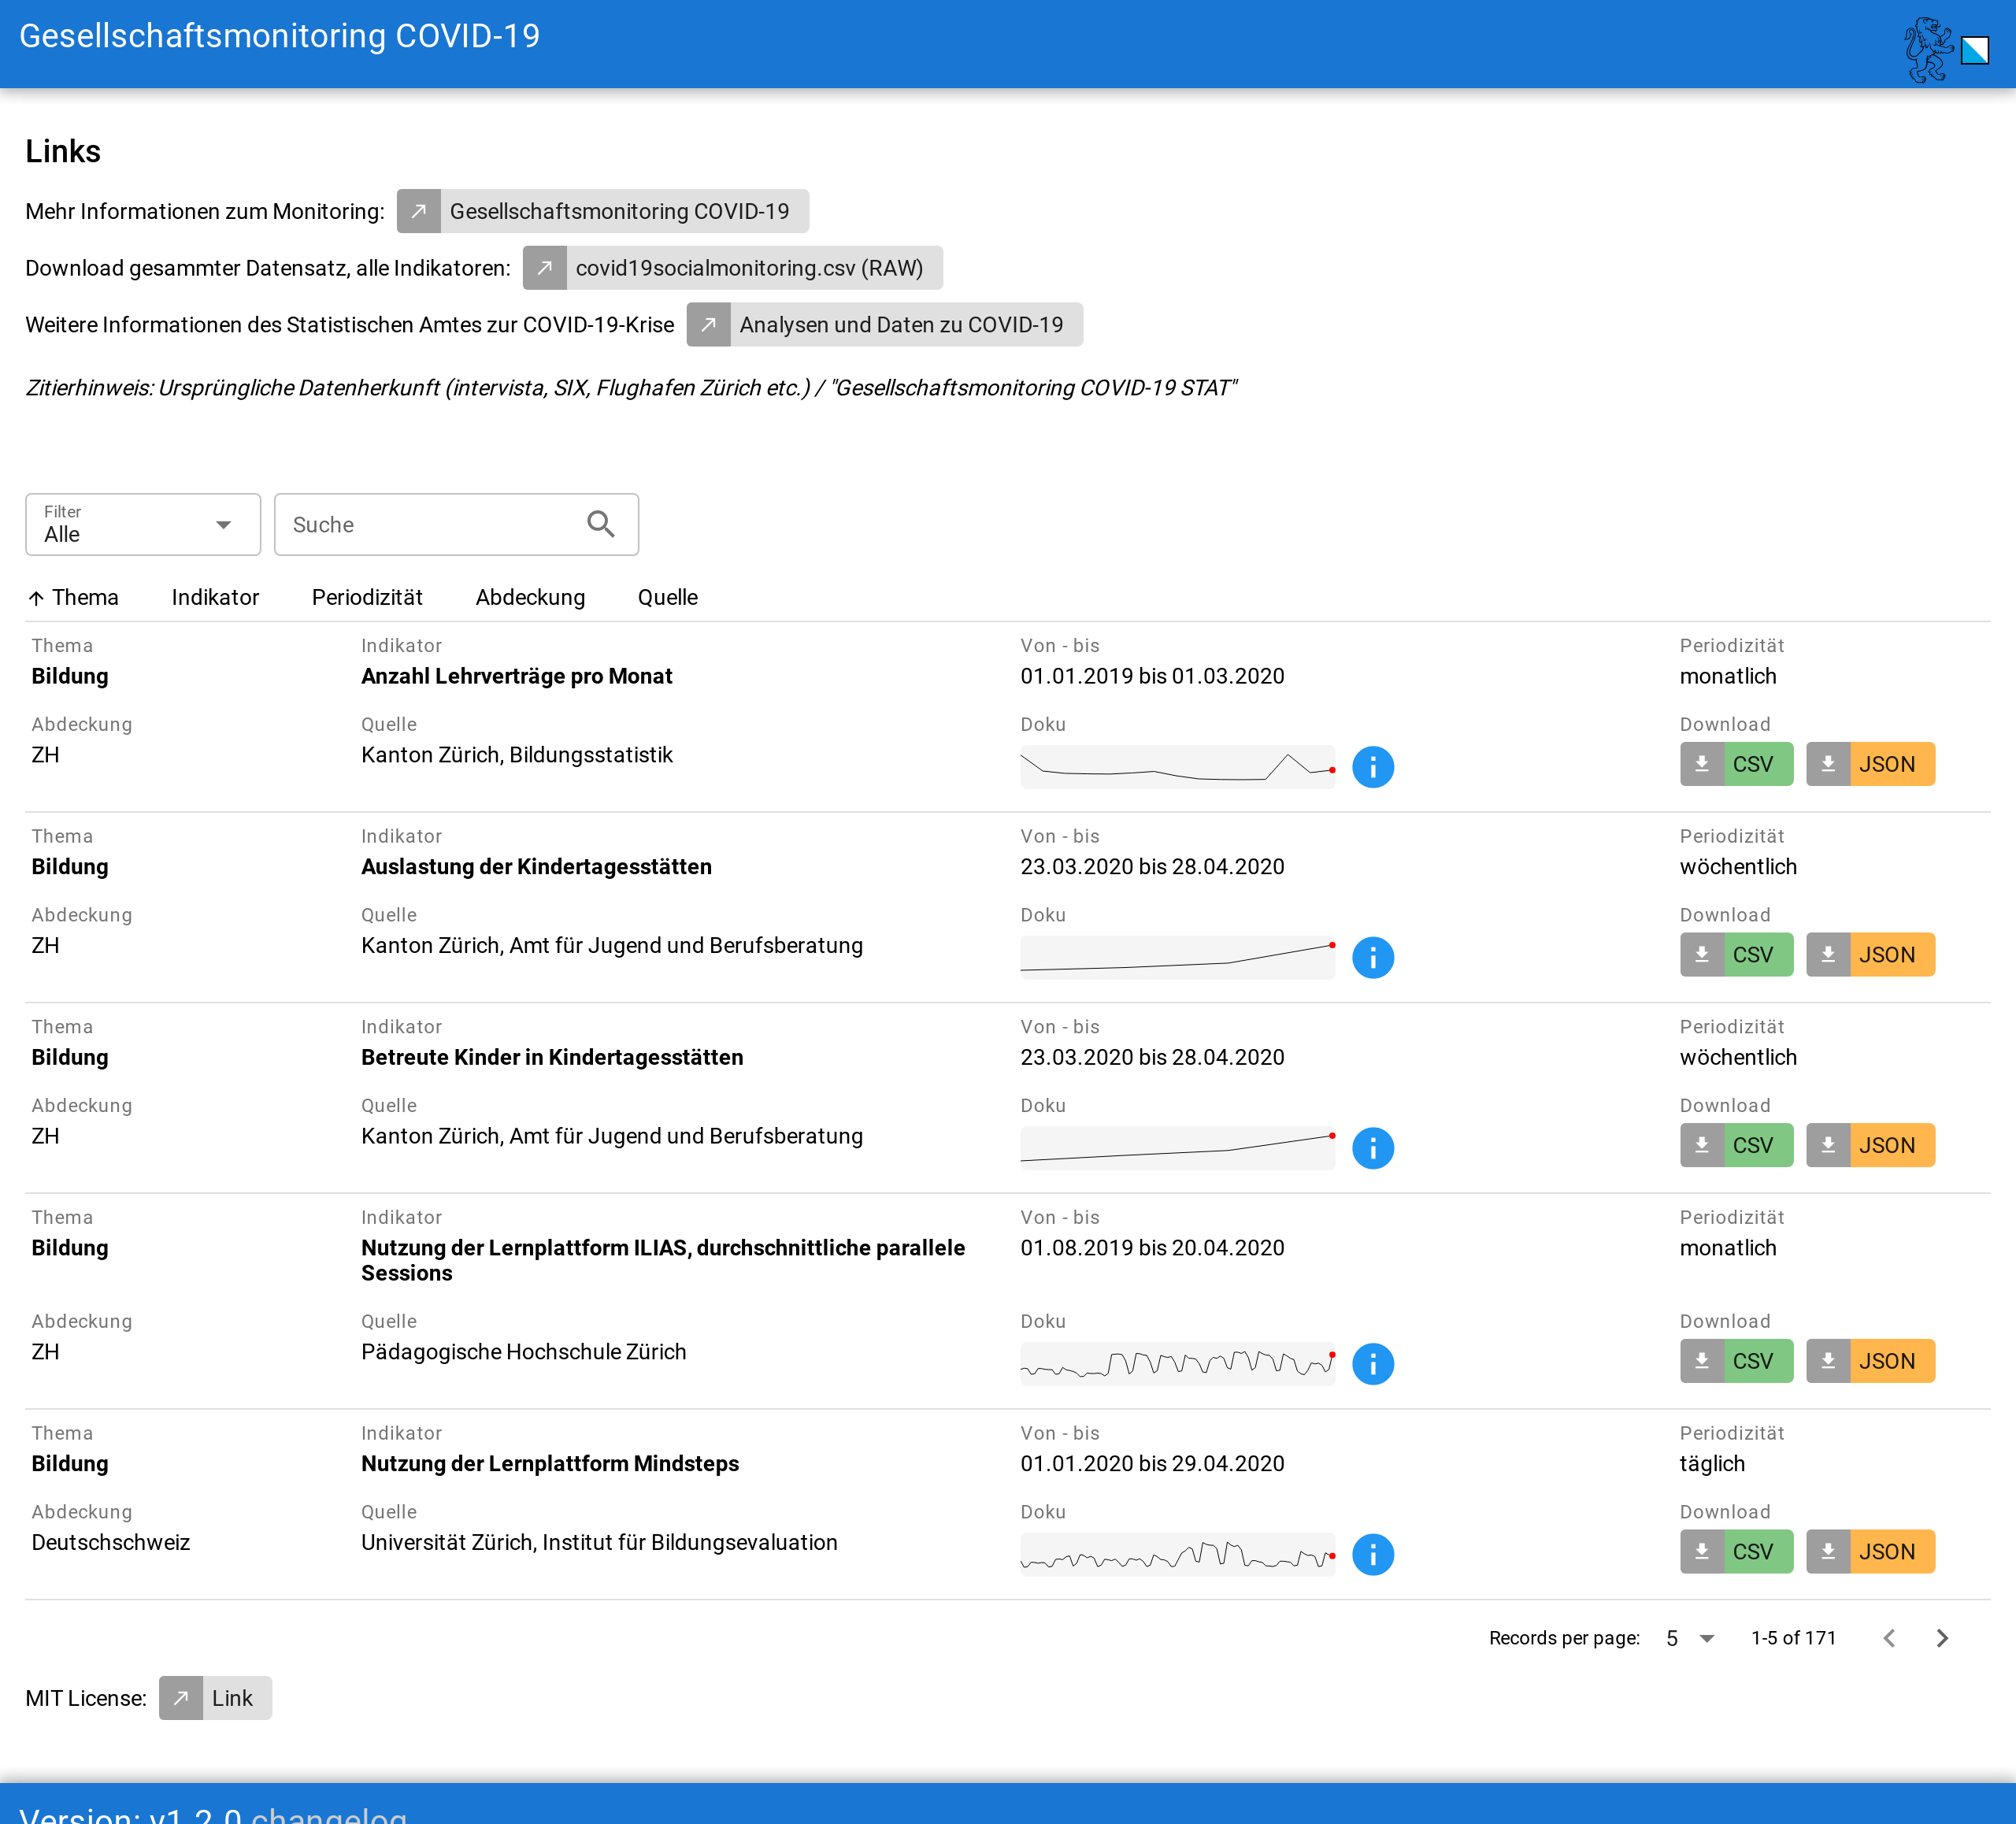 Gesellschaftsmonitoring COVID-19
Links
Mehr Informationen zum Monitoring: Gesellschaftsmonitoring COVID-19
Download gesammter Datensatz, alle Indikatoren: covid19socialmonitoring.csv (RAW)
Weitere Informationen des Statistischen Amtes zur COVID-19-Krise Analysen und Daten zu COVID-19
Zitierhinweis: Ursprüngliche Datenherkunft (intervista, SIX, Flughafen Zürich etc.) / "Gesellschaftsmonitoring COVID-19 STAT"
Filter
Alle
Suche
Thema Indikator Periodizität Abdeckung Quelle
Thema Indikator Von - bis Periodizität
Bildung Anzahl Lehrverträge pro Monat 01.01.2019 bis 01.03.2020 monatlich
Abdeckung Quelle Doku Download
ZH Kanton Zürich, Bildungsstatistik CSV JSON
Thema Indikator Von - bis Periodizität
Bildung Auslastung der Kindertagesstätten 23.03.2020 bis 28.04.2020 wöchentlich
Abdeckung Quelle Doku Download
ZH Kanton Zürich, Amt für Jugend und Berufsberatung CSV JSON
Thema Indikator Von - bis Periodizität
Bildung Betreute Kinder in Kindertagesstätten 23.03.2020 bis 28.04.2020 wöchentlich
Abdeckung Quelle Doku Download
ZH Kanton Zürich, Amt für Jugend und Berufsberatung CSV JSON
Thema Indikator Von - bis Periodizität
Bildung Nutzung der Lernplattform ILIAS, durchschnittliche parallele 01.08.2019 bis 20.04.2020 monatlich
Sessions
Abdeckung Quelle Doku Download
ZH Pädagogische Hochschule Zürich CSV JSON
Thema Indikator Von - bis Periodizität
Bildung Nutzung der Lernplattform Mindsteps 01.01.2020 bis 29.04.2020 täglich
Abdeckung Quelle Doku Download
Deutschschweiz Universität Zürich, Institut für Bildungsevaluation CSV JSON
Records per page: 5 1-5 of 171
MIT License: Link
Version: v1.2.0 changelog